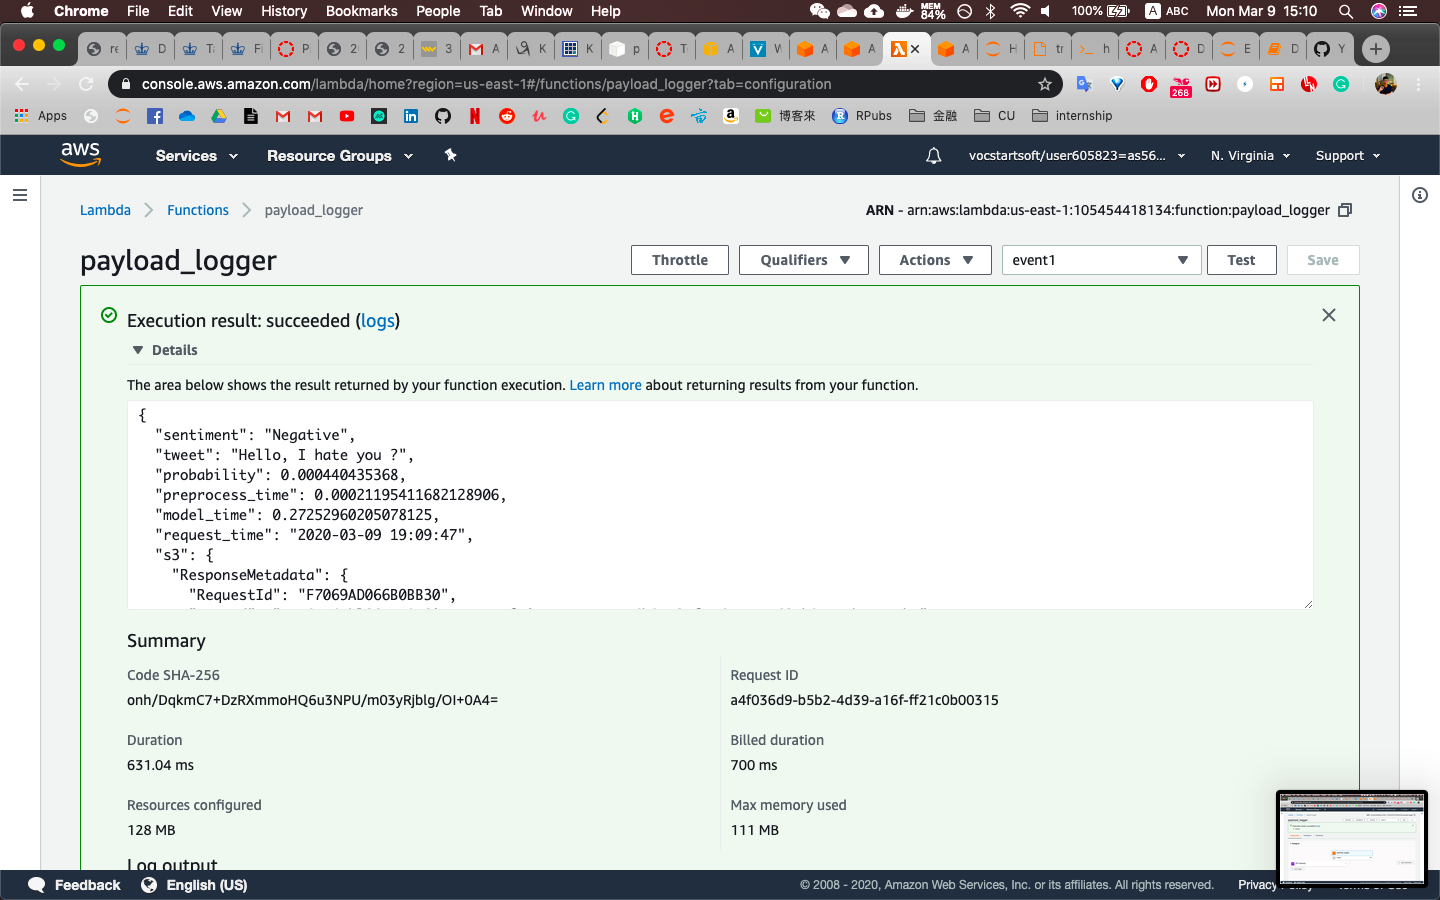 Chrome File Edit View History Bookmarks People Tab Window Help MEM 84% 100% A ABC Mon Mar 9 15:10
re D Ta Fi P 2 2 3 A K K p T A V A A A H tr h A D E D Y
console.aws.amazon.com/lambda/home?region=us-east-1#/functions/payload_logger?tab=configuration
268
Apps 博客來 RPubs 金融 CU internship
aws Services Resource Groups vocstartsoft/user605823=as56... N. Virginia Support
Lambda Functions payload_logger ARN - arn:aws:lambda:us-east-1:105454418134:function:payload_logger
payload_logger Throttle Qualifiers Actions event1 Test Save
Execution result: succeeded (logs)
Details
The area below shows the result returned by your function execution. Learn more about returning results from your function.
{
"sentiment": "Negative",
"tweet": "Hello, I hate you ?",
"probability": 0.000440435368,
"preprocess_time": 0.00021195411682128906,
"model_time": 0.27252960205078125,
"request_time": "2020-03-09 19:09:47",
"s3": {
"ResponseMetadata": {
"RequestId": "F7069AD066B0BB30",
Summary
Code SHA-256 Request ID
onh/DqkmC7+DzRXmmoHQ6u3NPU/m03yRjblg/OI+0A4= a4f036d9-b5b2-4d39-a16f-ff21c0b00315
Duration Billed duration
631.04 ms 700 ms
Resources configured Max memory used
128 MB 111 MB
Log output
Feedback English (US) © 2008 - 2020, Amazon Web Services, Inc. or its affiliates. All rights reserved. Privacy Policy Terms of Use